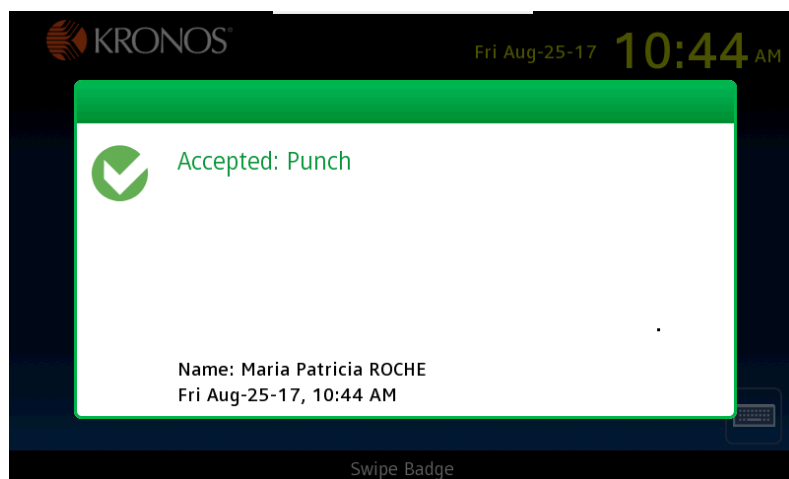 KRONOS®
Fri Aug-25-17 10:44 AM
Accepted: Punch
Name: Maria Patricia ROCHE
Fri Aug-25-17, 10:44 AM
Swipe Badge